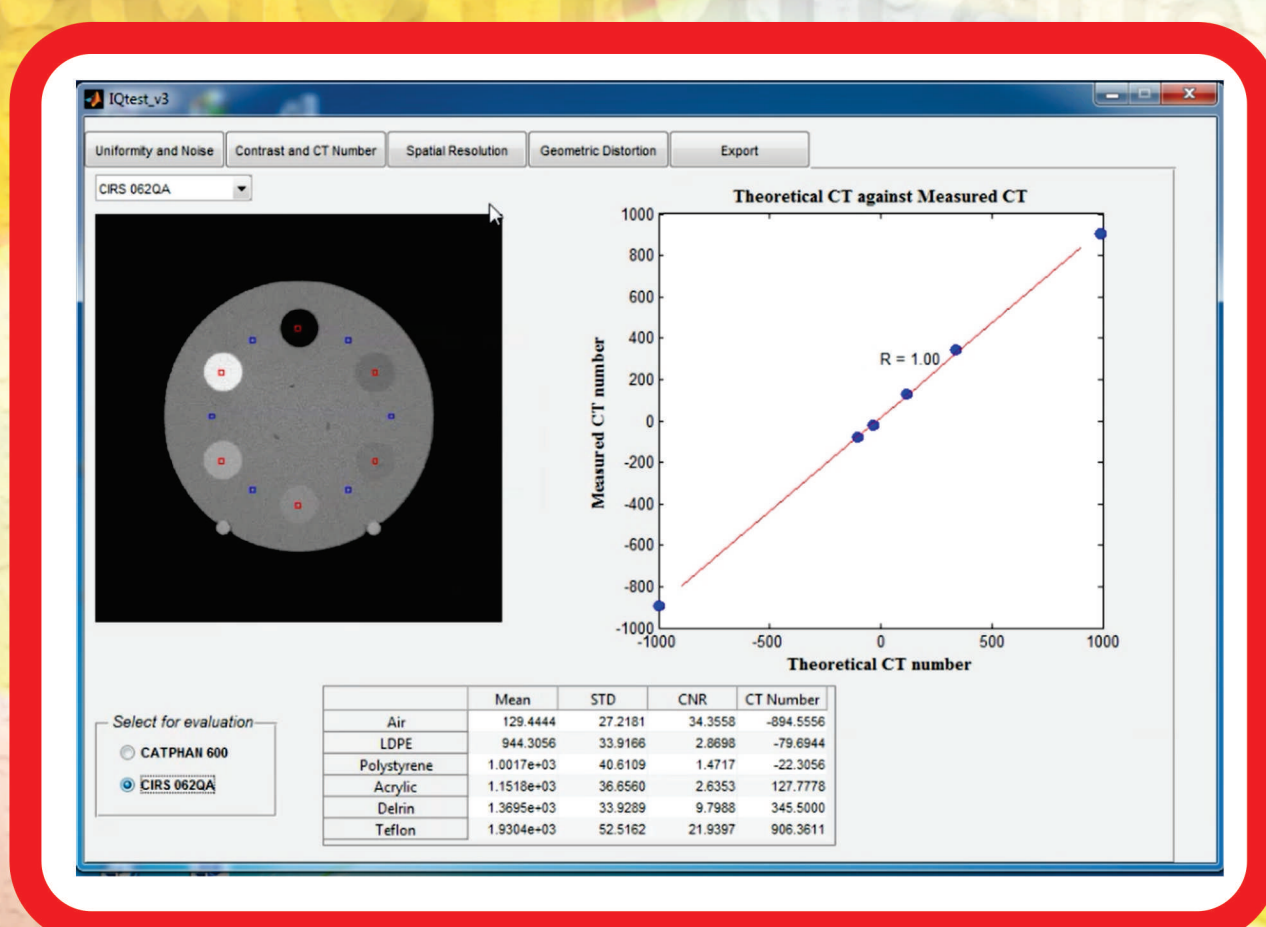 IQtest_v3
Uniformity and Noise Contrast and CT Number Spatial Resolution Geometric Distortion Export
CIRS 062QA
Theoretical CT against Measured CT
1000
800
600
400
200
0
-200
-400
-600
-800
-1000
Measured CT number
R = 1.00
-1000 -500 0 500 1000
Theoretical CT number
Select for evaluation
CATPHAN 600
CIRS 062QA
Mean STD CNR CT Number
Air 129.4444 27.2181 34.3558 -894.5556
LDPE 944.3056 33.9166 2.8698 -79.6944
Polystyrene 1.0017e+03 40.6109 1.4717 -22.3056
Acrylic 1.1518e+03 36.6560 2.6353 127.7778
Delrin 1.3695e+03 33.9289 9.7988 345.5000
Teflon 1.9304e+03 52.5162 21.9397 906.3611